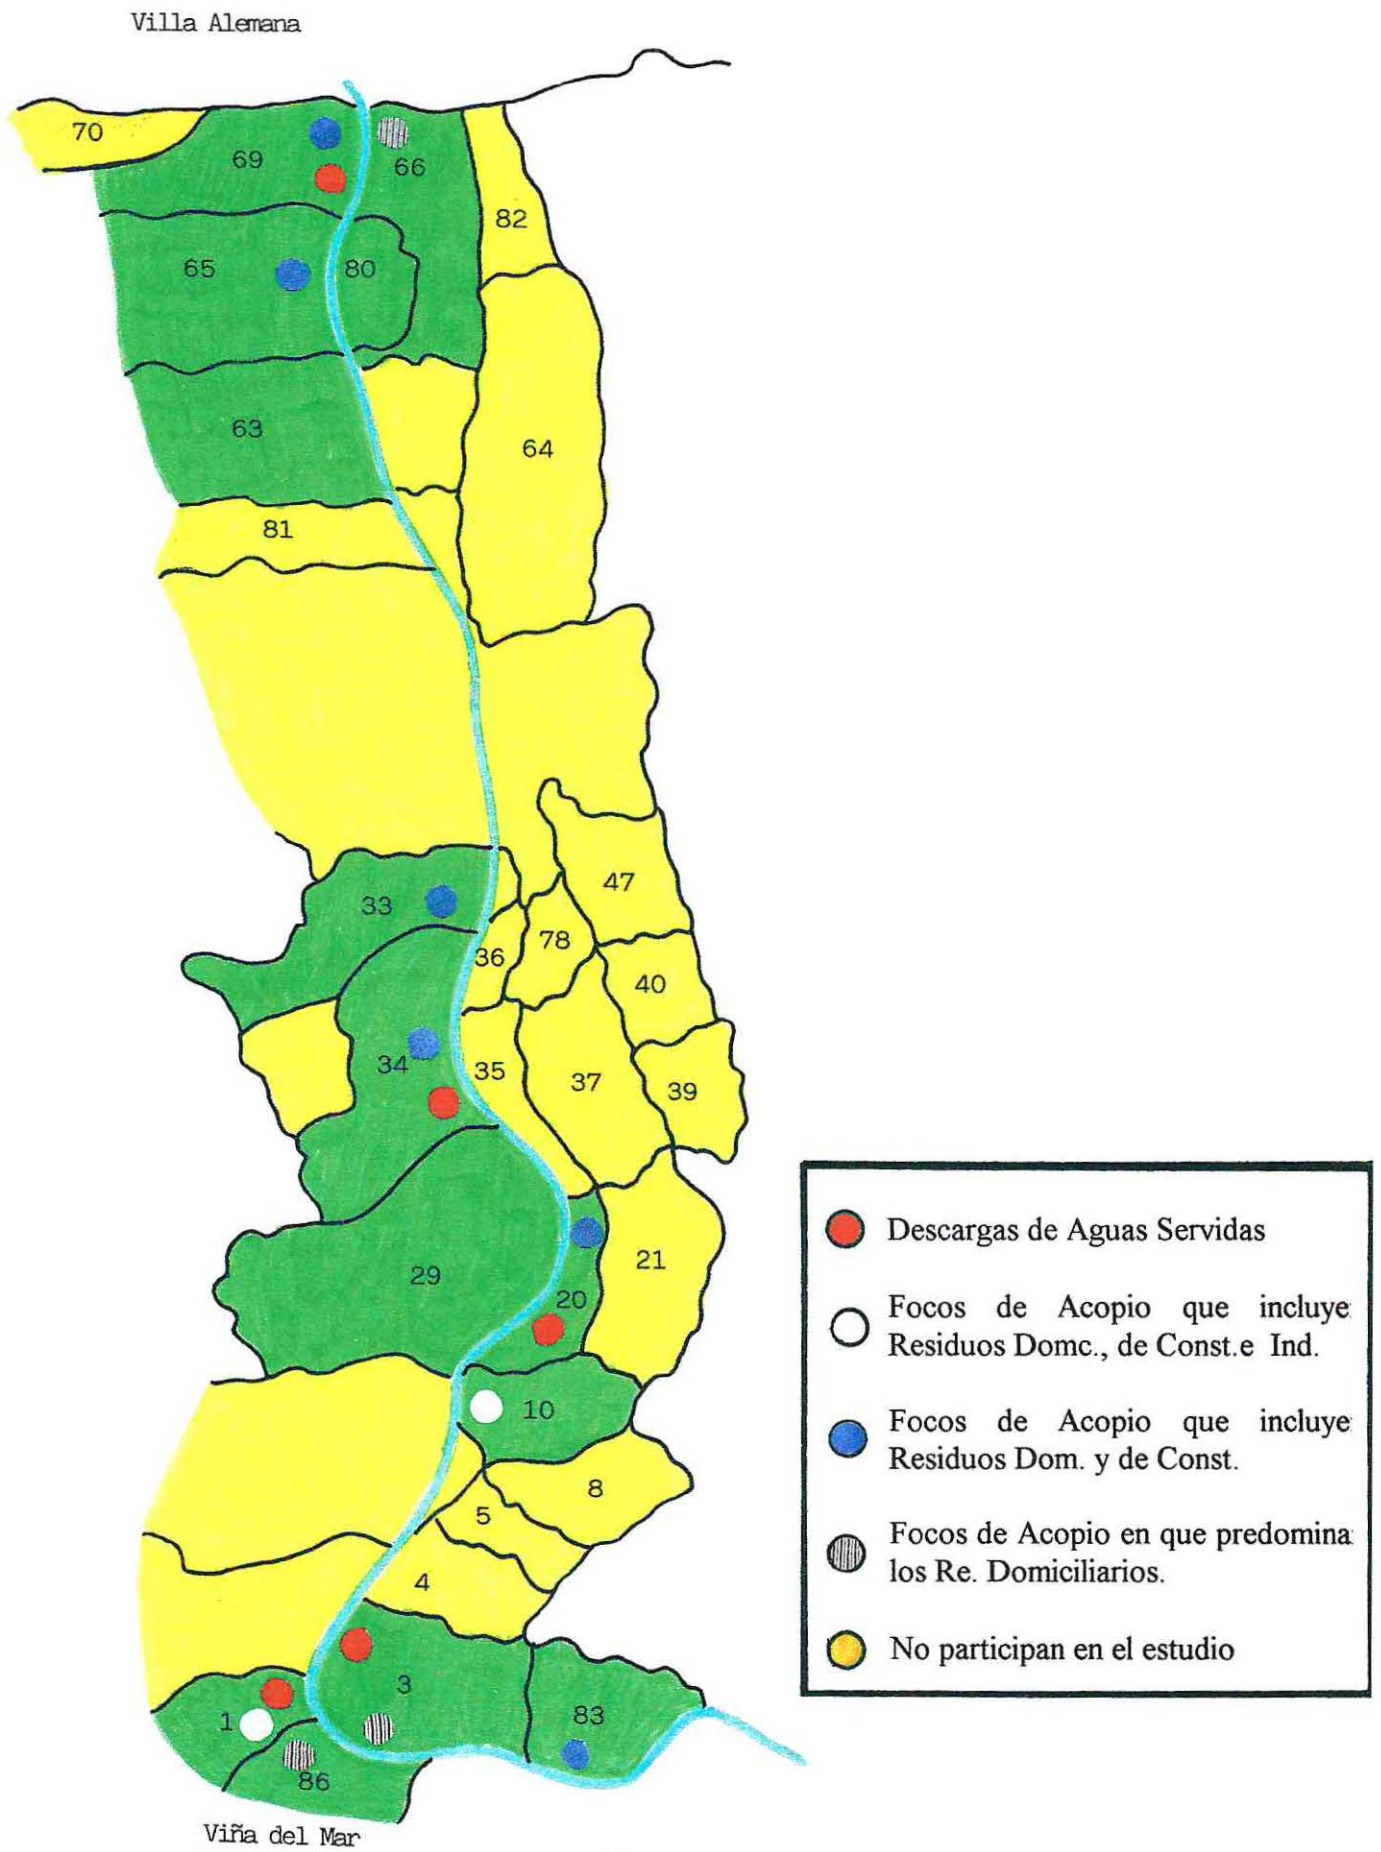 Villa Alemana
70
69
66
82
65
80
63
64
81
47
33
78
36
40
34
35
37
39
21
29
20
10
8
5
4
3
1
83
86
Viña del Mar
Descargas de Aguas Servidas
Focos de Acopio que incluye
Residuos Domc., de Const.e Ind.
Focos de Acopio que incluye
Residuos Dom. y de Const.
Focos de Acopio en que predomina
los Re. Domiciliarios.
No participan en el estudio